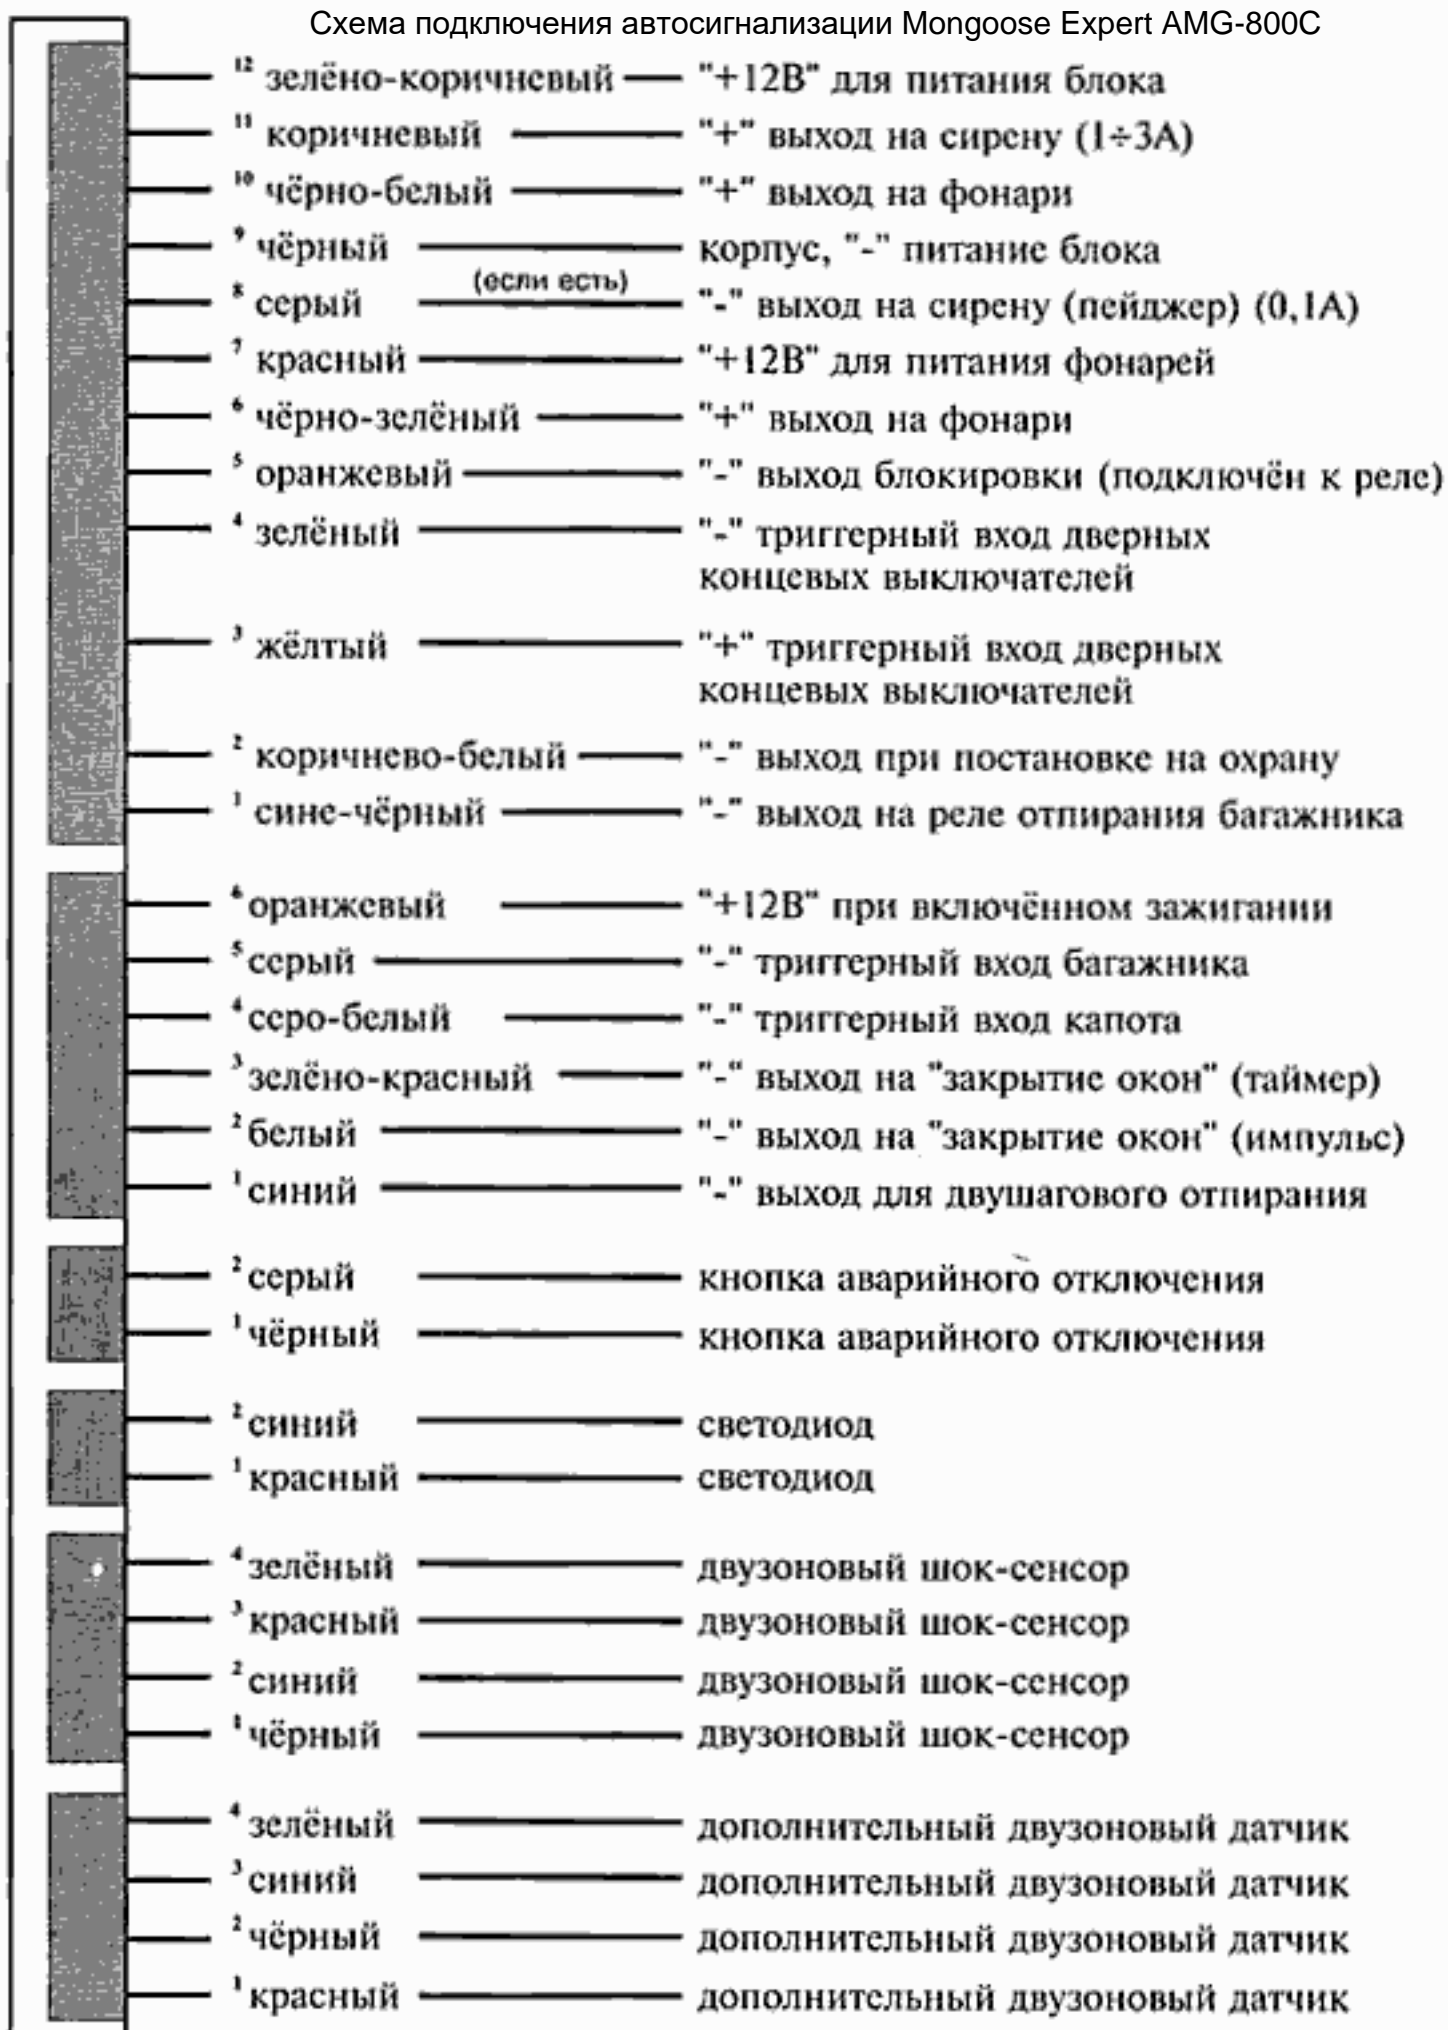 Схема подключения автосигнализации Mongoose Expert AMG-800C
12 зелёно-коричневый "+12В" для питания блока
11 коричневый "+" выход на сирену (1÷3А)
10 чёрно-белый "+" выход на фонари
9 чёрный корпус, "-" питание блока
8 серый (если есть) "-" выход на сирену (пейджер) (0,1А)
7 красный "+12В" для питания фонарей
6 чёрно-зелёный "+" выход на фонари
5 оранжевый "-" выход блокировки (подключён к реле)
4 зелёный "-" триггерный вход дверных
концевых выключателей
3 жёлтый "+" триггерный вход дверных
концевых выключателей
2 коричнево-белый "-" выход при постановке на охрану
1 сине-чёрный "-" выход на реле отпирания багажника
6 оранжевый "+12В" при включённом зажигании
5 серый "-" триггерный вход багажника
4 серо-белый "-" триггерный вход капота
3 зелёно-красный "-" выход на "закрытие окон" (таймер)
2 белый "-" выход на "закрытие окон" (импульс)
1 синий "-" выход для двушагового отпирания
2 серый кнопка аварийного отключения
1 чёрный кнопка аварийного отключения
2 синий светодиод
1 красный светодиод
4 зелёный двузоновый шок-сенсор
3 красный двузоновый шок-сенсор
2 синий двузоновый шок-сенсор
1 чёрный двузоновый шок-сенсор
4 зелёный дополнительный двузоновый датчик
3 синий дополнительный двузоновый датчик
2 чёрный дополнительный двузоновый датчик
1 красный дополнительный двузоновый датчик